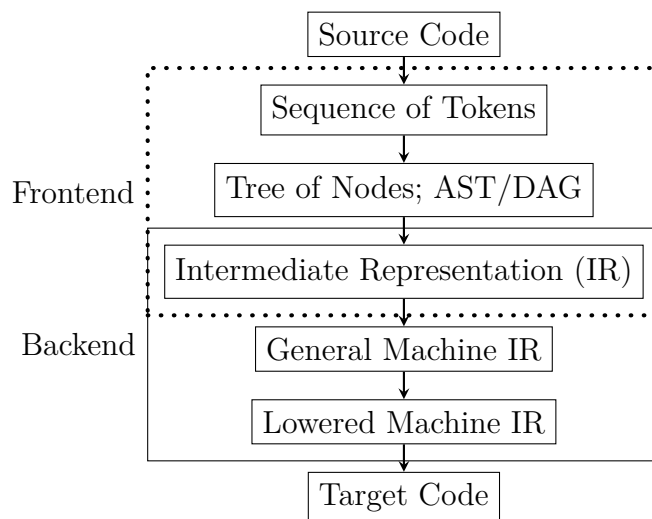 Source Code
Sequence of Tokens
Tree of Nodes; AST/DAG
Frontend
Intermediate Representation (IR)
Backend
General Machine IR
Lowered Machine IR
Target Code